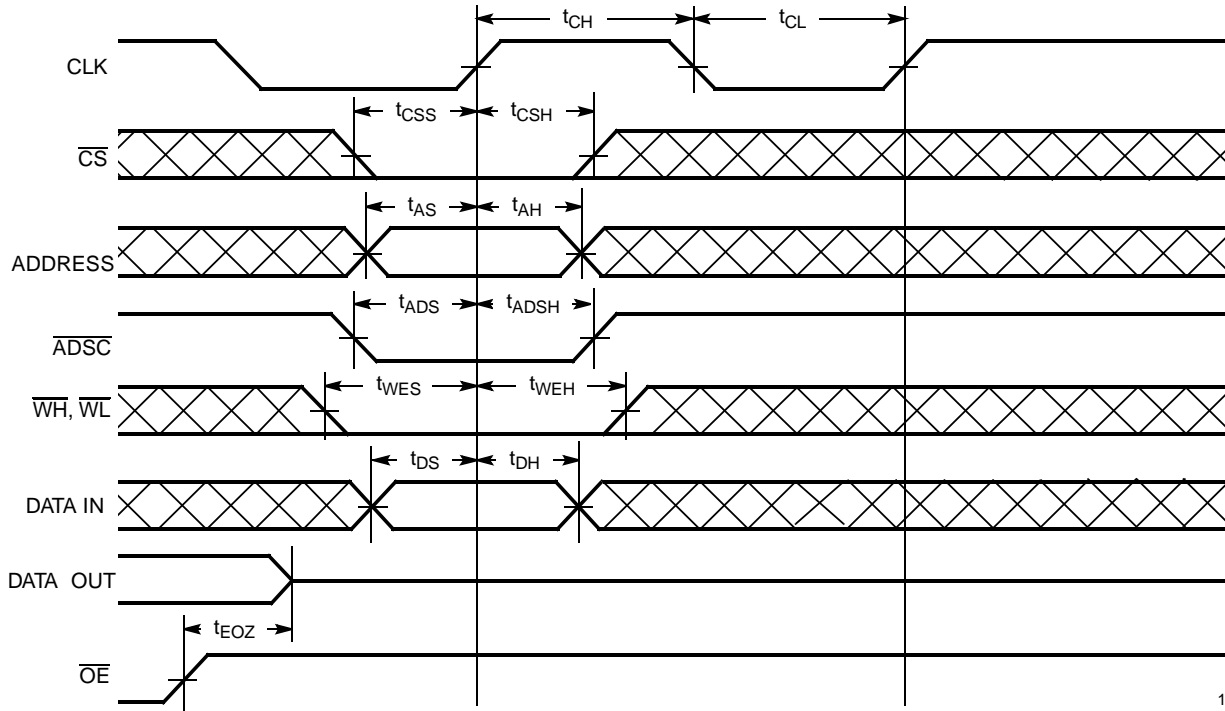 tCH tCL
CLK
tCSS tCSH
CS
tAS tAH
ADDRESS
tADS tADSH
ADSC
tWES tWEH
WH, WL
tDS tDH
DATA IN
DATA OUT
tEOZ
OE
1